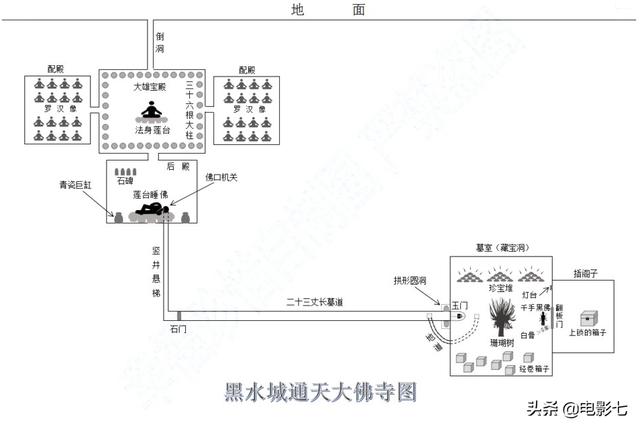 地 面
倒洞
配殿
配殿
大雄宝殿
三十六根大柱
罗汉像
罗汉像
法身莲台
后 殿
石碑
佛口机关
青瓷巨缸
莲台睡佛
竖井悬梯
墓室（藏宝洞）
拱形圆洞
珍宝堆
插阁子
灯台
二十三丈长墓道
玉门
千手黑佛
翻板门
石门
白骨
上锁的箱子
珊瑚树
经卷箱子
黑水城通天大佛寺图
头条 @电影七